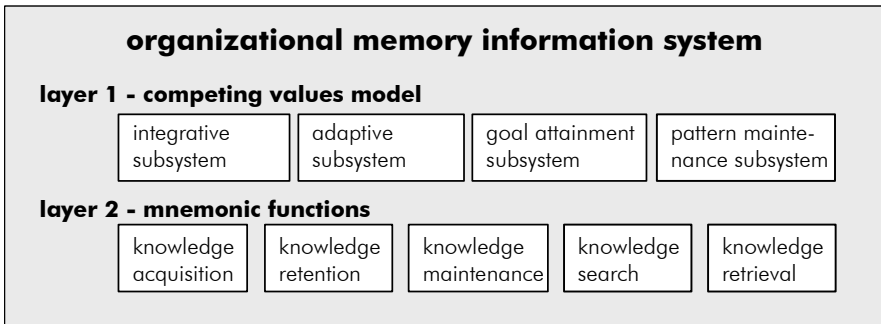 organizational memory information system
layer 1 - competing values model
integrative
subsystem
adaptive
subsystem
goal attainment
subsystem
pattern mainte-
nance subsystem
layer 2 - mnemonic functions
knowledge
acquisition
knowledge
retention
knowledge
maintenance
knowledge
search
knowledge
retrieval